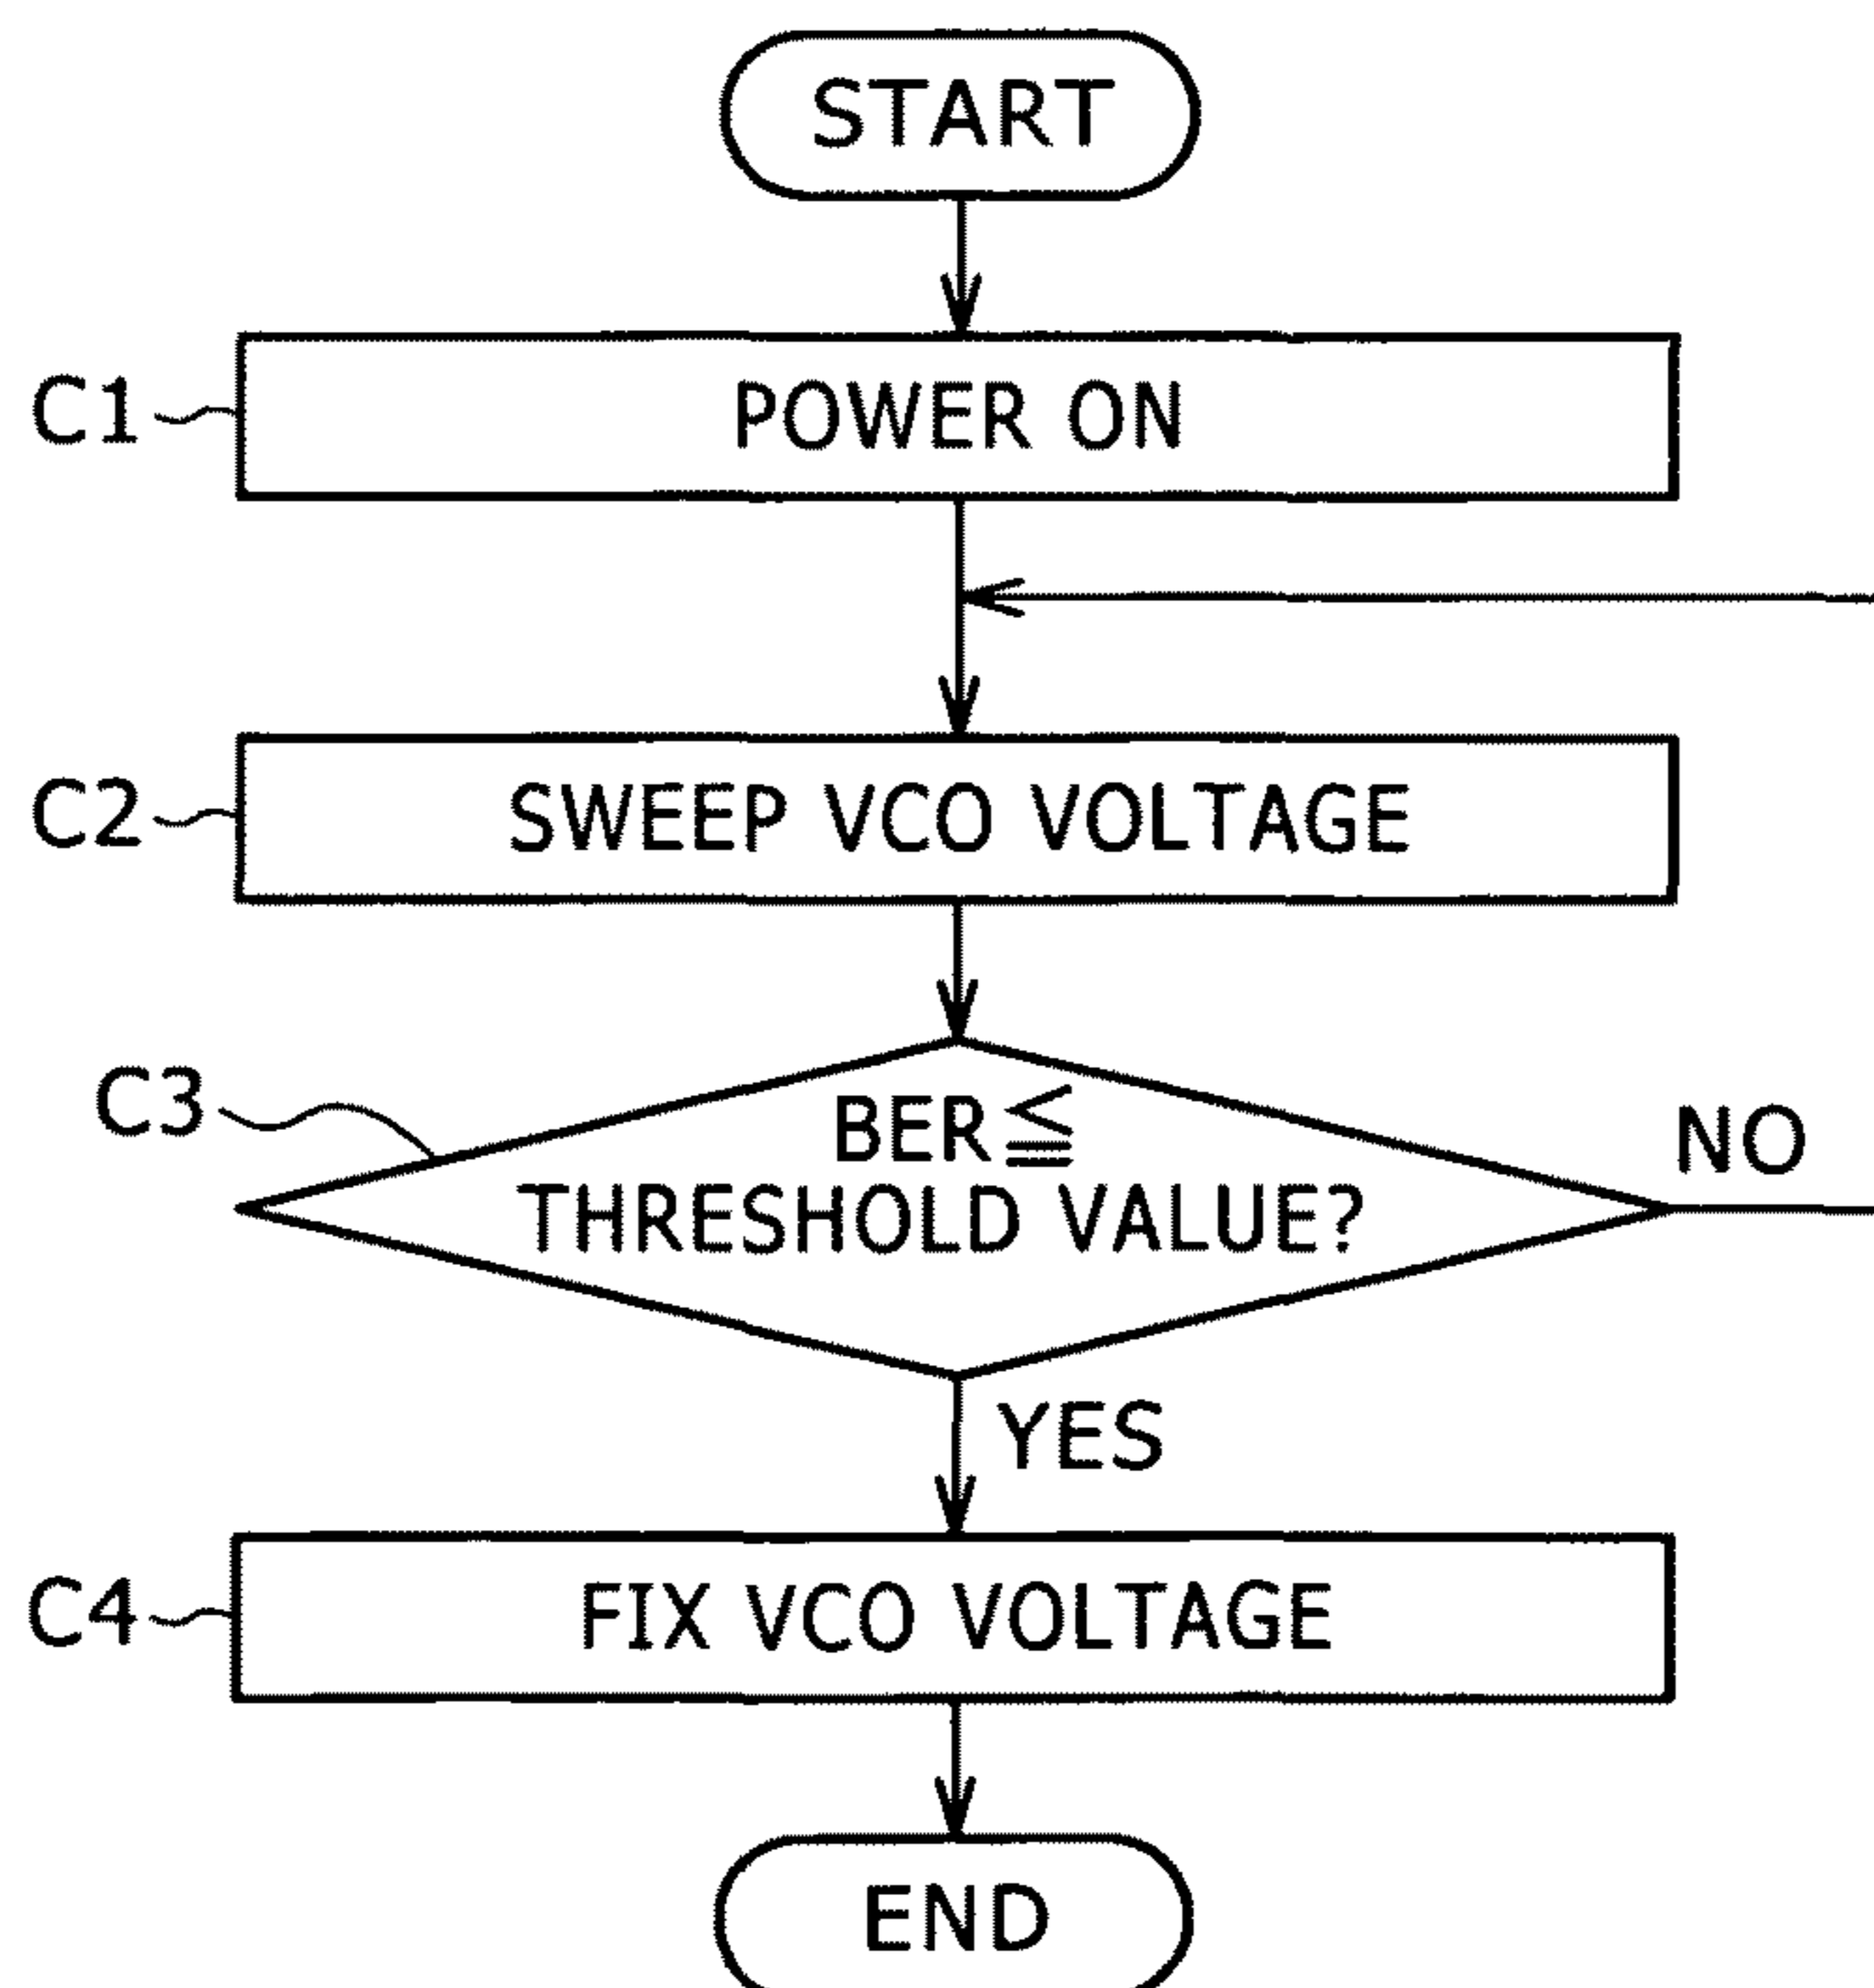 START
C1
POWER ON
C2
SWEEP VCO VOLTAGE
C3
BER≦
THRESHOLD VALUE?
NO
YES
C4
FIX VCO VOLTAGE
END